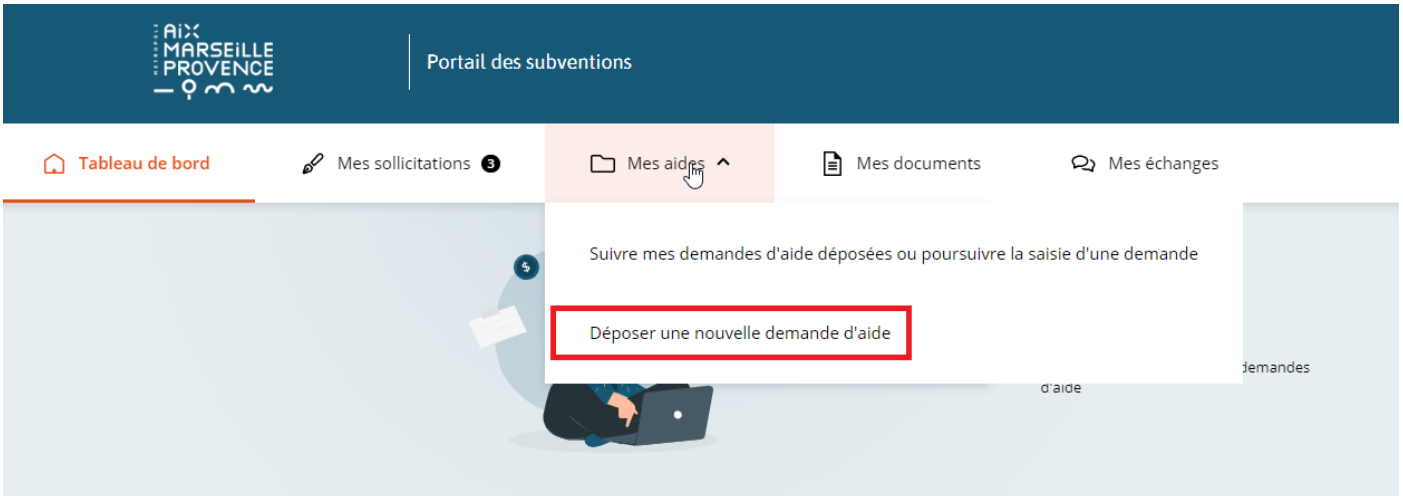 MÉTROPOLE
AIX
MARSEILLE
PROVENCE
Portail des subventions
Tableau de bord
Mes sollicitations 3
Mes aides
Mes documents
Mes échanges
Suivre mes demandes d'aide déposées ou poursuivre la saisie d'une demande
Déposer une nouvelle demande d'aide
demandes
d'aide